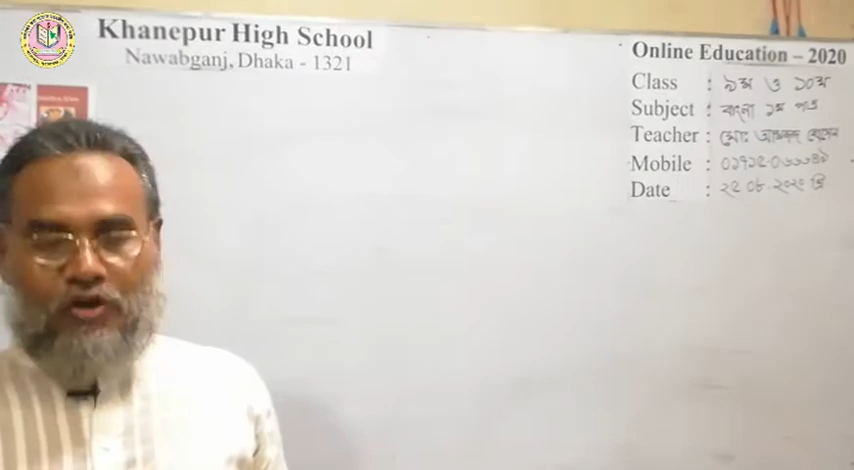 Khanepur High School
Nawabganj, Dhaka - 1321
Online Education – 2020
Class : ৯ম ও ১০ম
Subject : বাংলা ১ম পত্র
Teacher : মোঃ হোসেন
Mobile :
Date : ২৫.০৮.২০২০ খ্রি